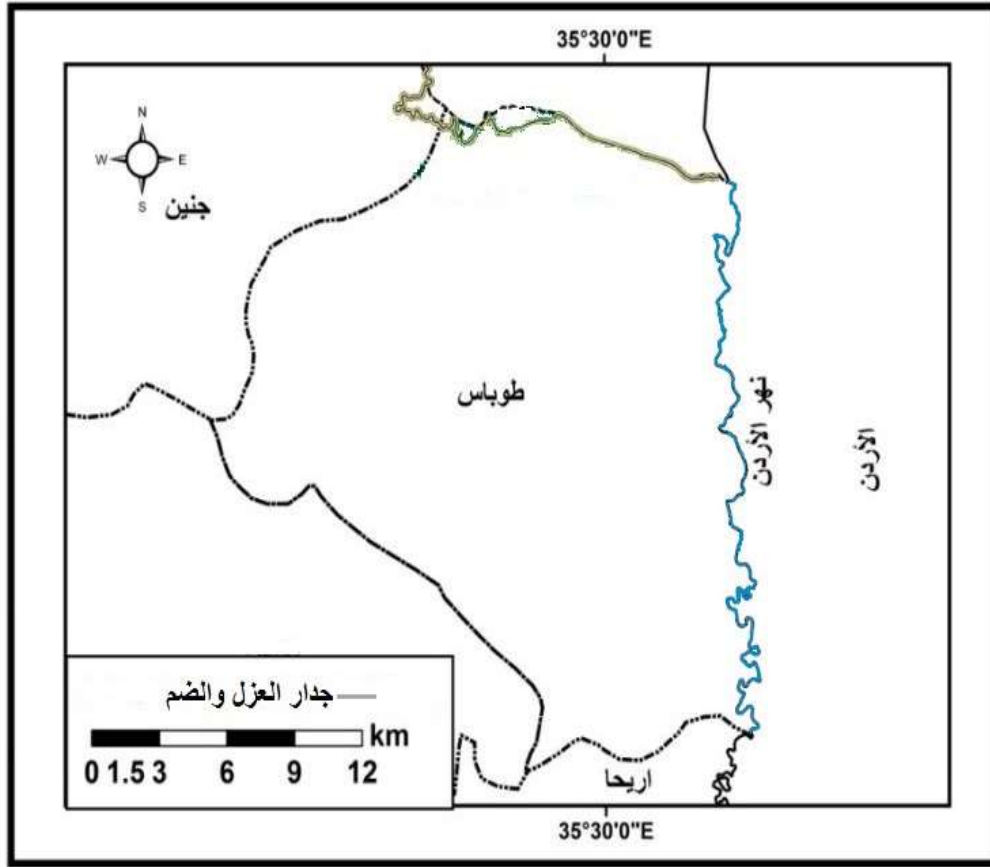 35°30'0"E
N
W E
S
جنين
طوباس
نهر الأردن
الأردن
جدار العزل والضم
km
0 1.5 3 6 9 12
اريحا
35°30'0"E